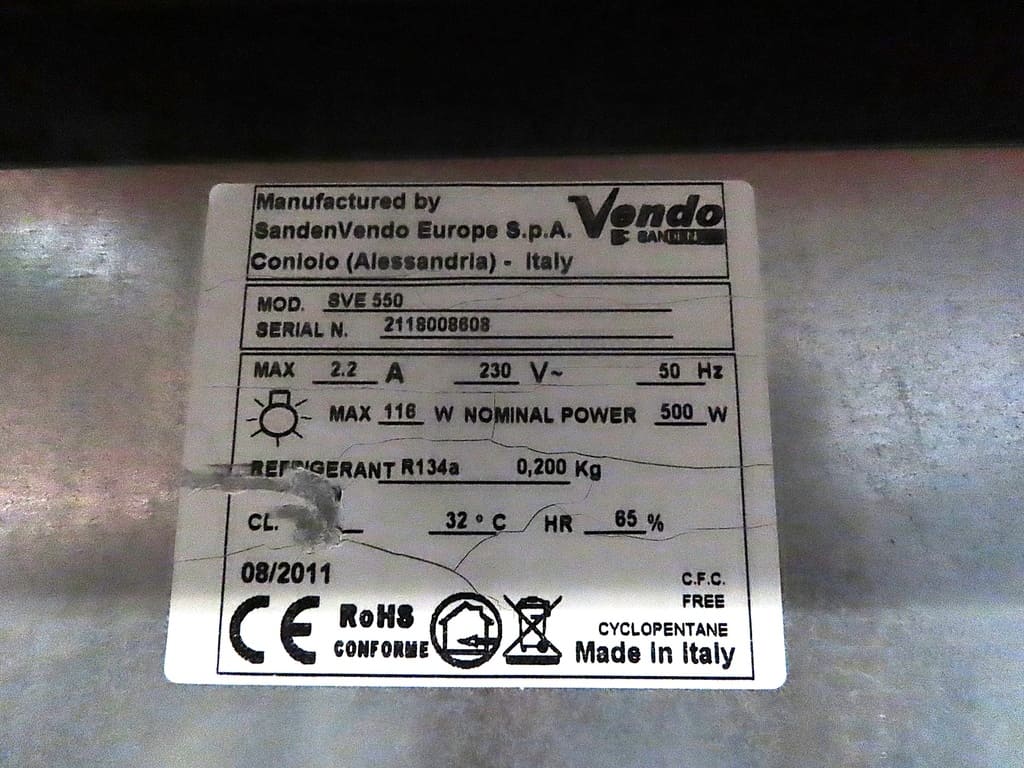 Manufactured by
SandenVendo Europe S.p.A.
Coniolo (Alessandria) - Italy
Vendo
SANDEN
MOD. SVE 550
SERIAL N. 2118008608
MAX 2.2 A 230 V~ 50 Hz
MAX 116 W NOMINAL POWER 500 W
REFRIGERANT R134a 0,200 Kg
CL. 32 ° C HR 65 %
08/2011
C.F.C.
FREE
CE RoHS
CONFORME
CYCLOPENTANE
Made in Italy